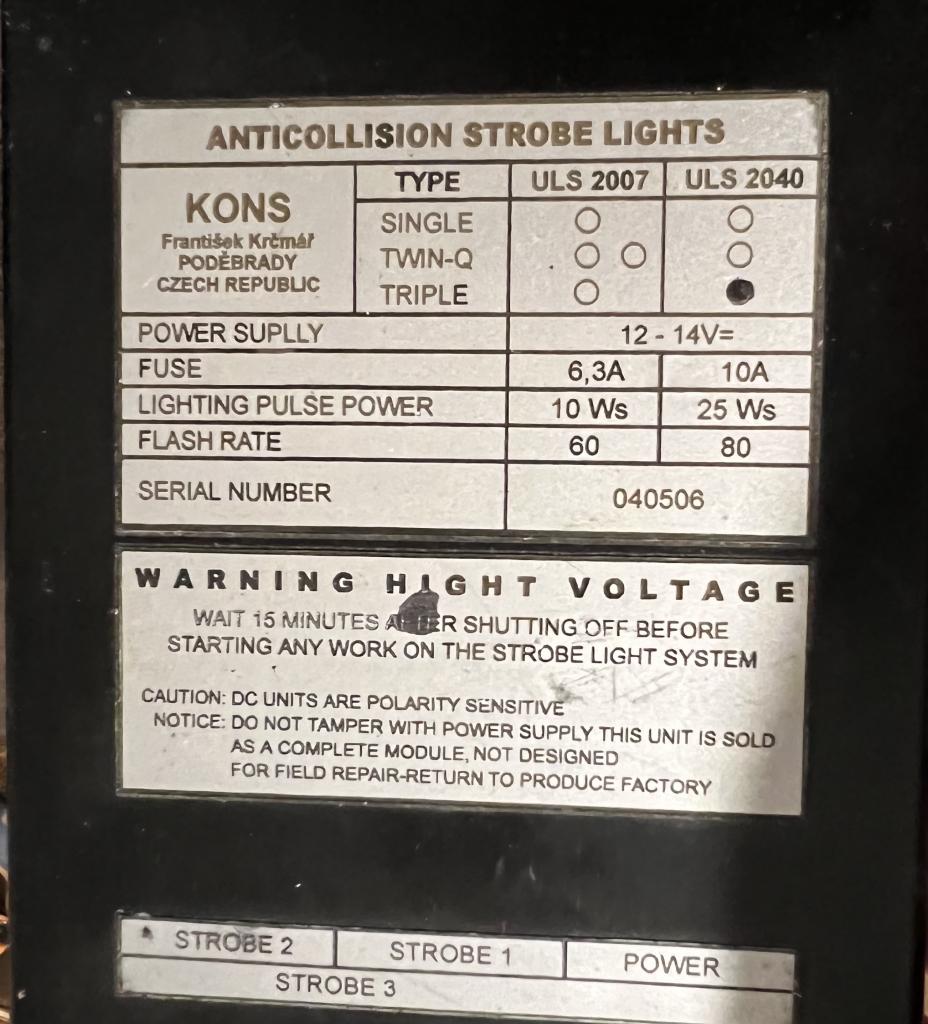 ANTICOLLISION STROBE LIGHTS
KONS
František Krčmář
PODĚBRADY
CZECH REPUBLIC
TYPE ULS 2007 ULS 2040
SINGLE
TWIN-Q
TRIPLE
POWER SUPLLY 12 - 14V=
FUSE 6,3A 10A
LIGHTING PULSE POWER 10 Ws 25 Ws
FLASH RATE 60 80
SERIAL NUMBER 040506
WARNING HIGHT VOLTAGE
WAIT 15 MINUTES AFTER SHUTTING OFF BEFORE
STARTING ANY WORK ON THE STROBE LIGHT SYSTEM
CAUTION: DC UNITS ARE POLARITY SENSITIVE
NOTICE: DO NOT TAMPER WITH POWER SUPPLY THIS UNIT IS SOLD
AS A COMPLETE MODULE, NOT DESIGNED
FOR FIELD REPAIR-RETURN TO PRODUCE FACTORY
STROBE 2 STROBE 1 POWER
STROBE 3